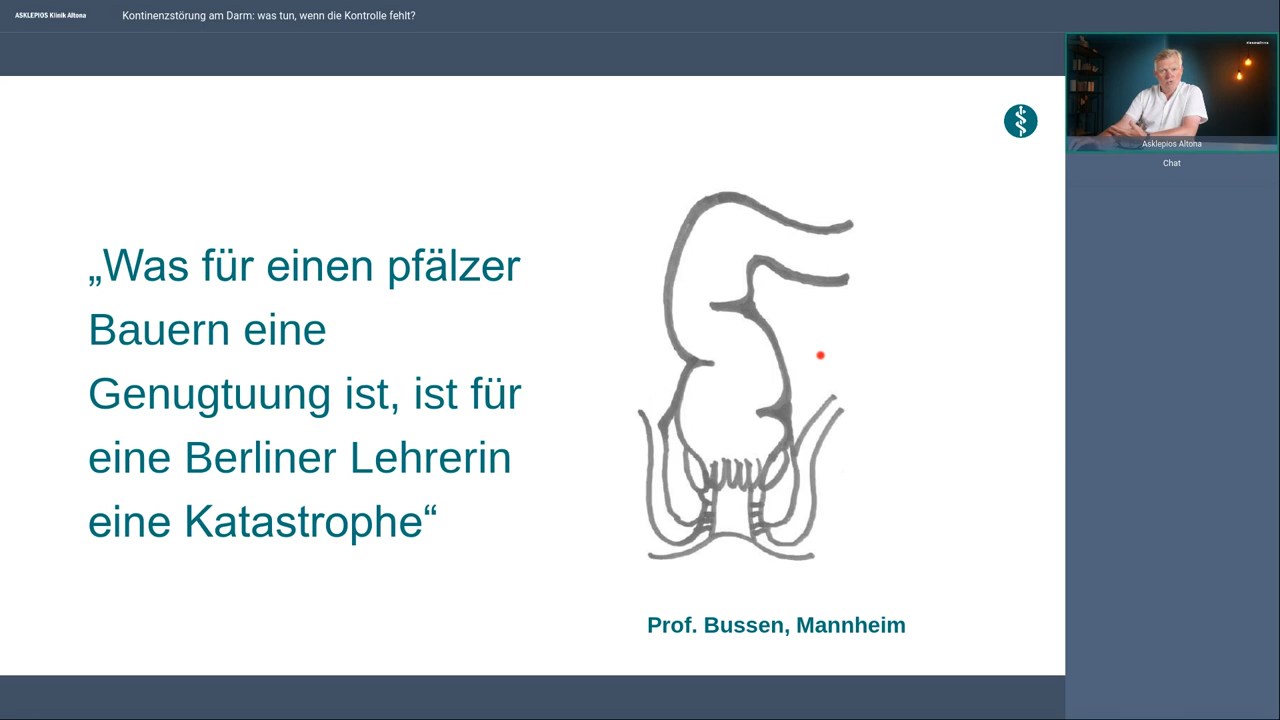 ASKLEPIOS Klinik Altona
Kontinenzstörung am Darm: was tun, wenn die Kontrolle fehlt?
Asklepios Altona
Chat
„Was für einen pfälzer
Bauern eine
Genugtuung ist, ist für
eine Berliner Lehrerin
eine Katastrophe“
Prof. Bussen, Mannheim